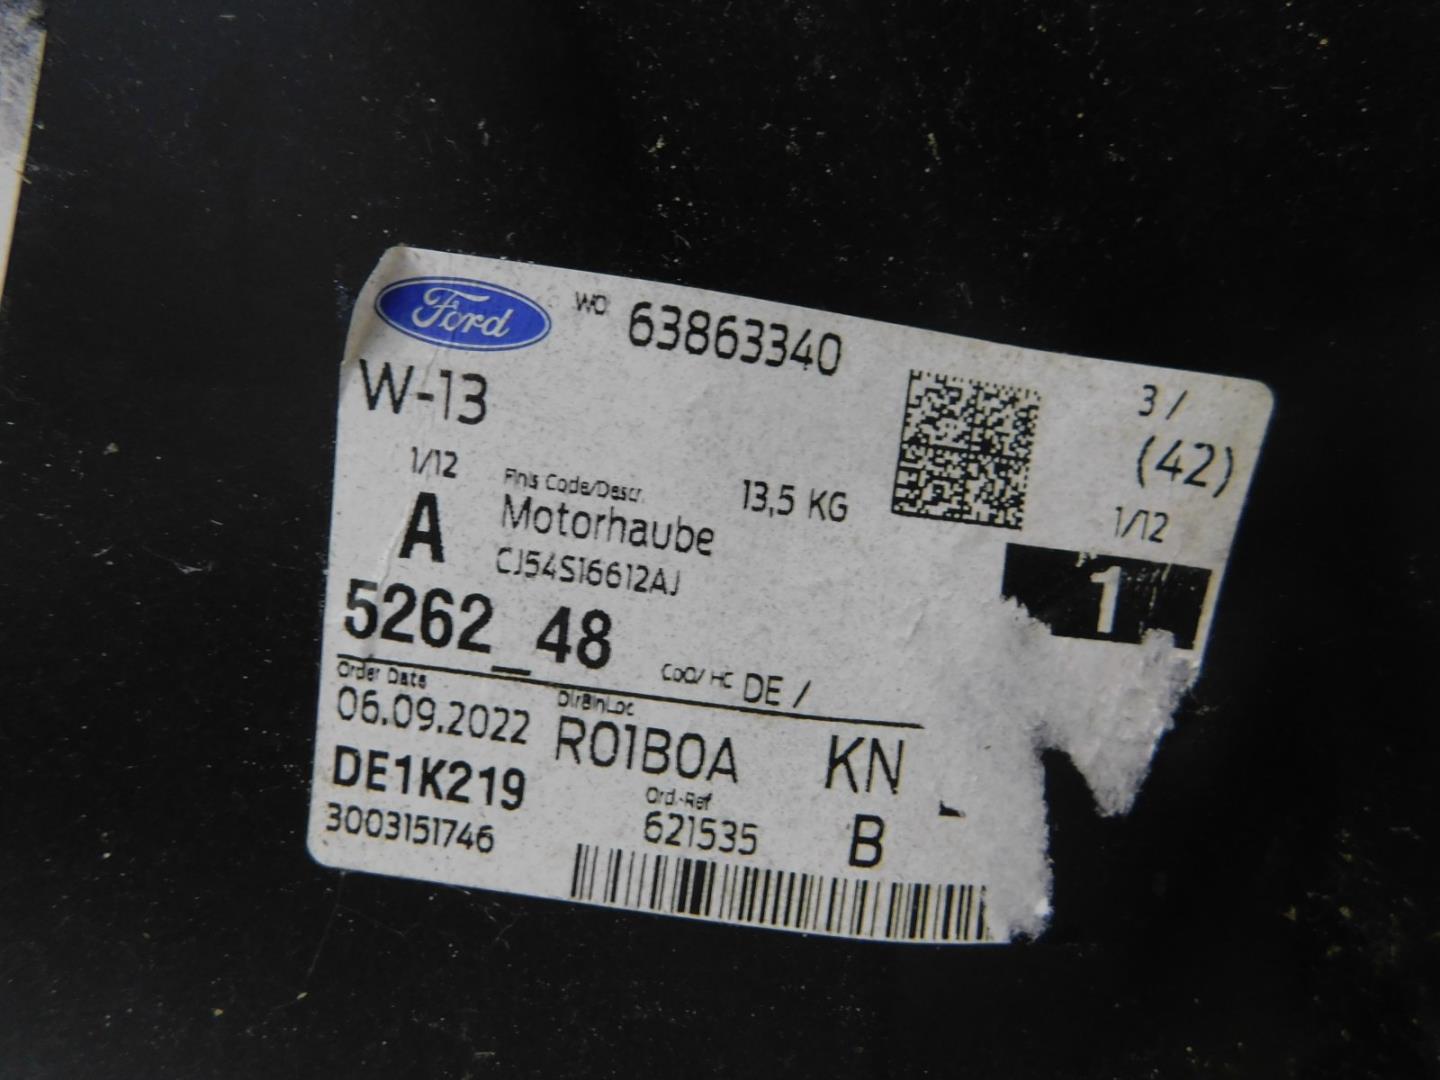 Ford
WO 63863340
W-13
3 /
(42)
1/12
Finis Code/Descr.
13,5 KG
1/12
A
Motorhaube
CJ54S16612AJ
1
5262_48
CoO/ HC DE /
Order Date
DlrBinLoc
06.09.2022
R01B0A
KN
DE1K219
Ord.-Ref
3003151746
621535
B